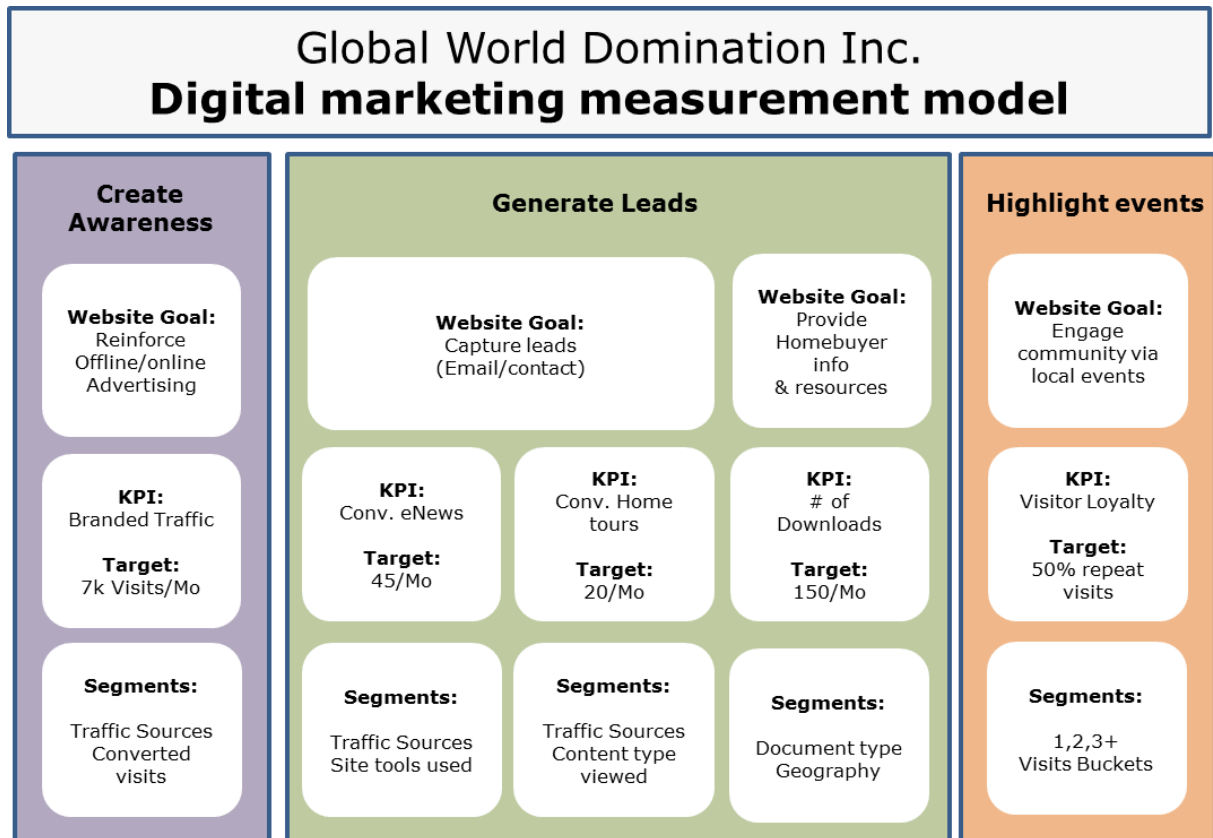 Global World Domination Inc.
Digital marketing measurement model
Create
Awareness
Website Goal:
Reinforce
Offline/online
Advertising
KPI:
Branded Traffic
Target:
7k Visits/Mo
Segments:
Traffic Sources
Converted
visits
Generate Leads
Website Goal:
Capture leads
(Email/contact)
KPI:
Conv. eNews
Target:
45/Mo
Segments:
Traffic Sources
Site tools used
KPI:
Conv. Home
tours
Target:
20/Mo
Segments:
Traffic Sources
Content type
viewed
Website Goal:
Provide
Homebuyer
info
& resources
KPI:
# of
Downloads
Target:
150/Mo
Segments:
Document type
Geography
Highlight events
Website Goal:
Engage
community via
local events
KPI:
Visitor Loyalty
Target:
50% repeat
visits
Segments:
1,2,3+
Visits Buckets